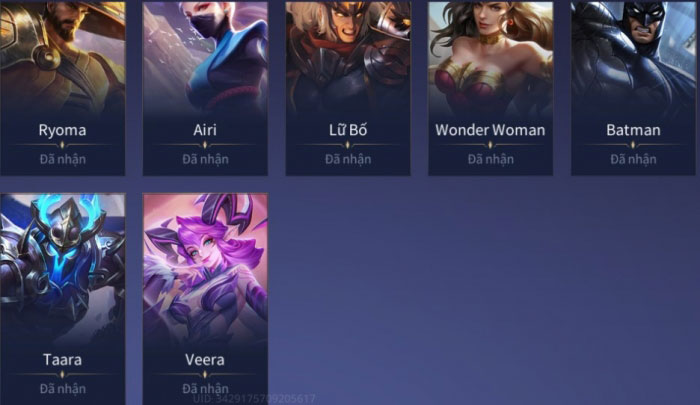 Ryoma
Đã nhận
Airi
Đã nhận
Lữ Bố
Đã nhận
Wonder Woman
Đã nhận
Batman
Đã nhận
Taara
Đã nhận
Veera
Đã nhận
UID: 3429175709205617